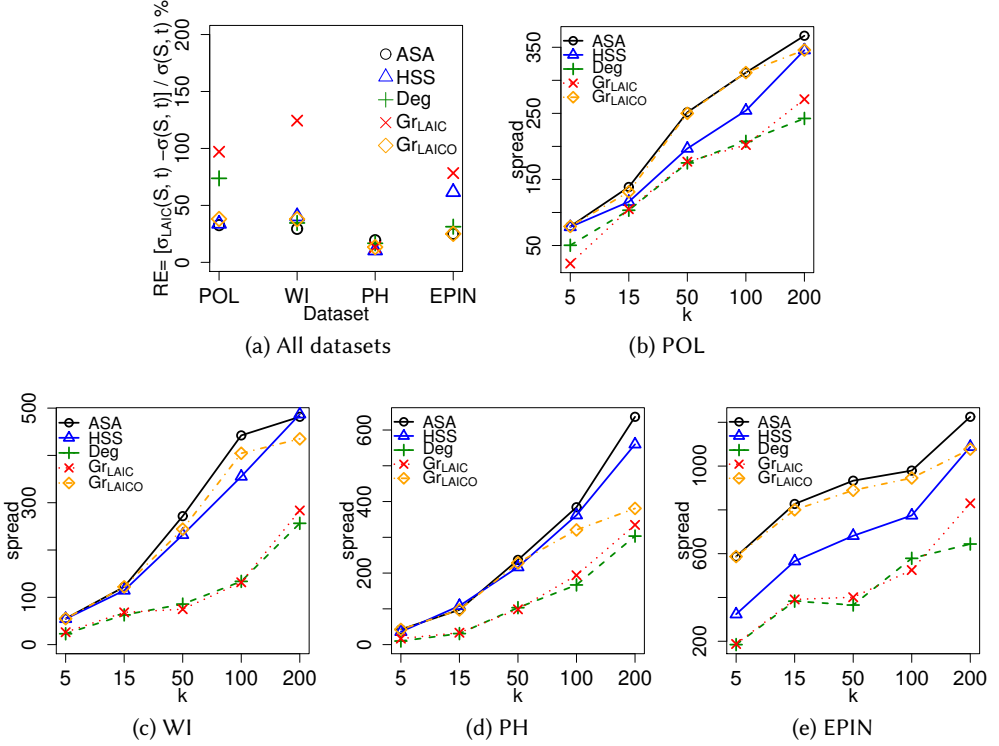 RE= [σLAIC(S, t) −σ(S, t)] / σ(S, t) %
0 50 100 150 200
ASA
HSS
Deg
GrLAIC
GrLAICO
POL WI PH EPIN
Dataset
(a) All datasets
spread
50 150 250 350
ASA
HSS
Deg
GrLAIC
GrLAICO
5 15 50 100 200
k
(b) POL
spread
0 100 300 500
ASA
HSS
Deg
GrLAIC
GrLAICO
5 15 50 100 200
k
(c) WI
spread
0 200 400 600
ASA
HSS
Deg
GrLAIC
GrLAICO
5 15 50 100 200
k
(d) PH
spread
200 600 1000
ASA
HSS
Deg
GrLAIC
GrLAICO
5 15 50 100 200
k
(e) EPIN